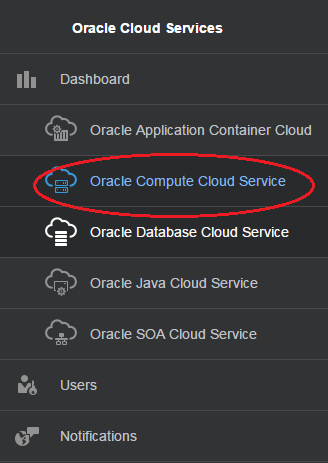 Oracle Cloud Services
Dashboard
Oracle Application Container Cloud
Oracle Compute Cloud Service
Oracle Database Cloud Service
Oracle Java Cloud Service
Oracle SOA Cloud Service
Users
Notifications